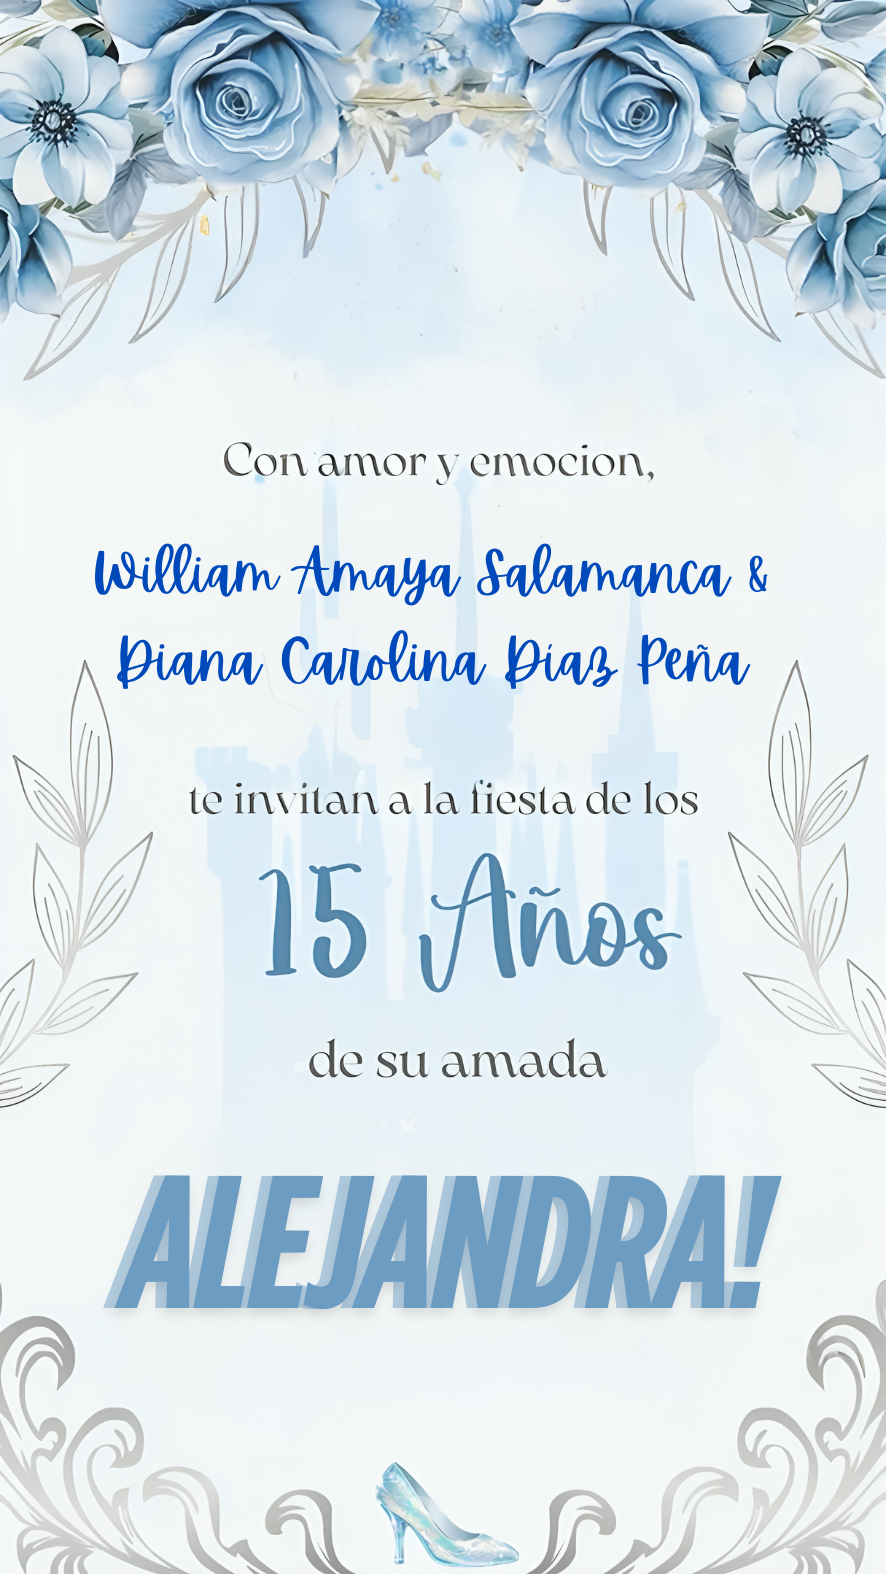 Con amor y emocion,
William Amaya Salamanca &
Diana Carolina Díaz Peña
te invitan a la fiesta de los
15 Años
de su amada
ALEJANDRA!